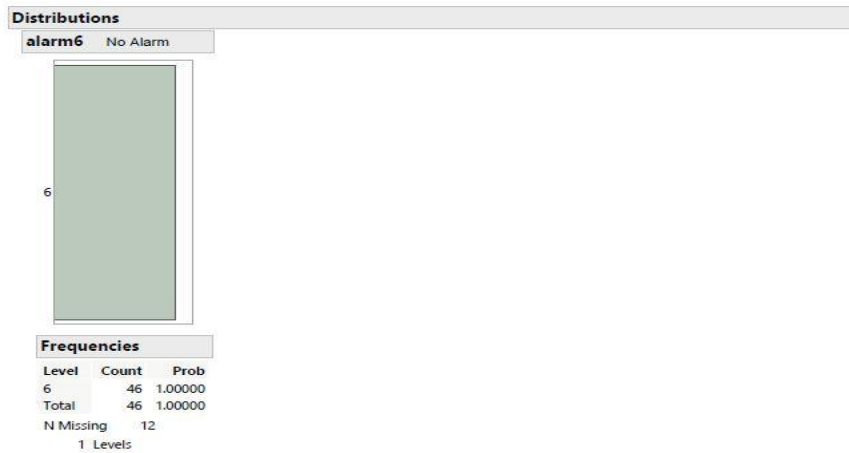 Distributions
alarm6 No Alarm
6
Frequencies
Level Count Prob
6 46 1.00000
Total 46 1.00000
N Missing 12
1 Levels